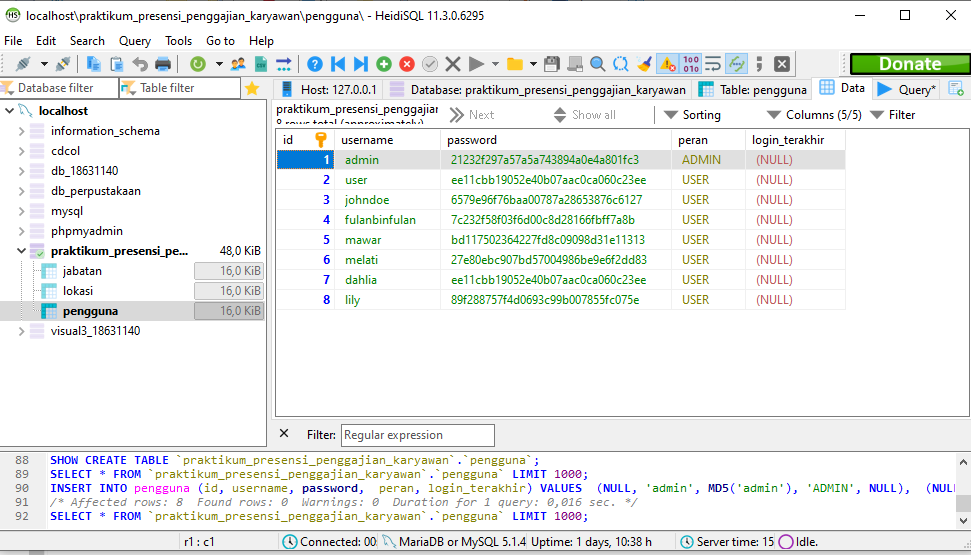 localhost\praktikum_presensi_penggajian_karyawan\pengguna\ - HeidiSQL 11.3.0.6295
File Edit Search Query Tools Go to Help
Donate
Database filter Table filter Host: 127.0.0.1 Database: praktikum_presensi_penggajian_karyawan Table: pengguna Data Query*
localhost
information_schema
cdcol
db_18631140
db_perpustakaan
mysql
phpmyadmin
praktikum_presensi_pe... 48,0 KiB
jabatan 16,0 KiB
lokasi 16,0 KiB
pengguna 16,0 KiB
visual3_18631140
praktikum_presensi_penggajian Next Show all Sorting Columns (5/5) Filter
8 rows total (approximately)
id username password peran login_terakhir
1 admin 21232f297a57a5a743894a0e4a801fc3 ADMIN (NULL)
2 user ee11cbb19052e40b07aac0ca060c23ee USER (NULL)
3 johndoe 6579e96f76baa00787a28653876c6127 USER (NULL)
4 fulanbinfulan 7c232f58f03f6d00c8d28166fbff7a8b USER (NULL)
5 mawar bd117502364227fd8c09098d31e11313 USER (NULL)
6 melati 27e80ebc907bd57004986be9e6f2dd83 USER (NULL)
7 dahlia ee11cbb19052e40b07aac0ca060c23ee USER (NULL)
8 lily 89f288757f4d0693c99b007855fc075e USER (NULL)
Filter: Regular expression
88 SHOW CREATE TABLE `praktikum_presensi_penggajian_karyawan`.`pengguna`;
89 SELECT * FROM `praktikum_presensi_penggajian_karyawan`.`pengguna` LIMIT 1000;
90 INSERT INTO pengguna (id, username, password, peran, login_terakhir) VALUES (NULL, 'admin', MD5('admin'), 'ADMIN', NULL), (NUL
91 /* Affected rows: 8 Found rows: 0 Warnings: 0 Duration for 1 query: 0,016 sec. */
92 SELECT * FROM `praktikum_presensi_penggajian_karyawan`.`pengguna` LIMIT 1000;
r1 : c1 Connected: 00 MariaDB or MySQL 5.1.4 Uptime: 1 days, 10:38 h Server time: 15 Idle.